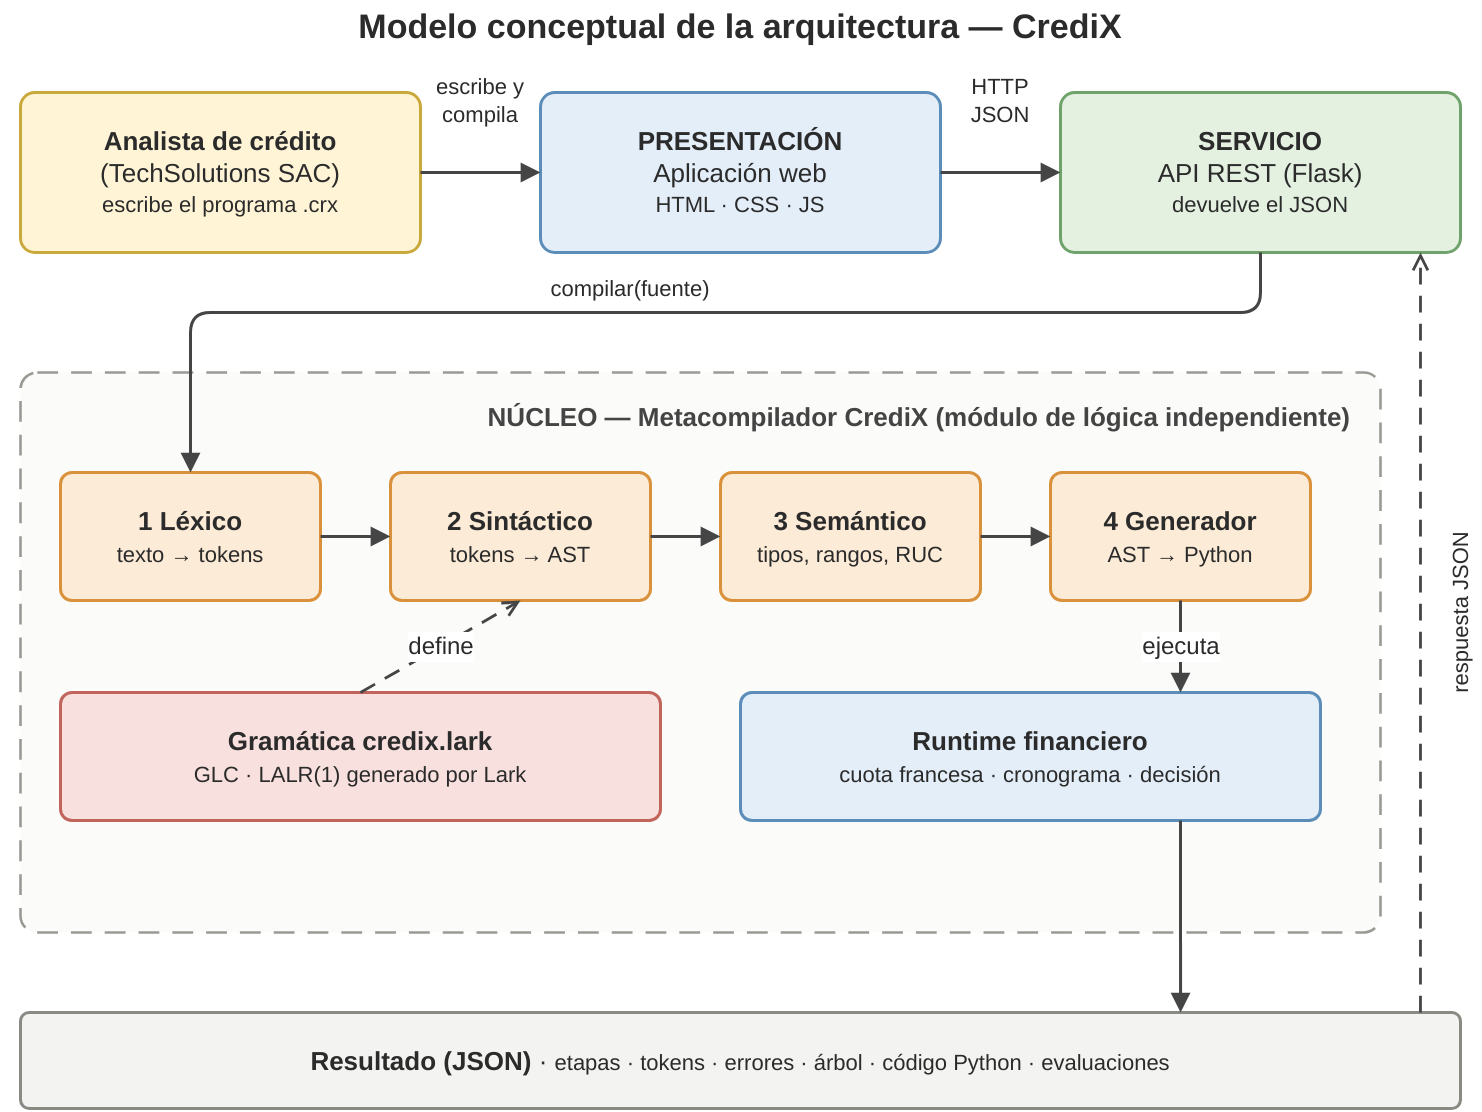 Modelo conceptual de la arquitectura — CrediX
escribe y
compila
HTTP
JSON
Analista de crédito
(TechSolutions SAC)
escribe el programa .crx
PRESENTACIÓN
Aplicación web
HTML · CSS · JS
SERVICIO
API REST (Flask)
devuelve el JSON
compilar(fuente)
NÚCLEO — Metacompilador CrediX (módulo de lógica independiente)
1 Léxico
texto → tokens
2 Sintáctico
tokens → AST
3 Semántico
tipos, rangos, RUC
4 Generador
AST → Python
define
ejecuta
respuesta JSON
Gramática credix.lark
GLC · LALR(1) generado por Lark
Runtime financiero
cuota francesa · cronograma · decisión
Resultado (JSON) · etapas · tokens · errores · árbol · código Python · evaluaciones